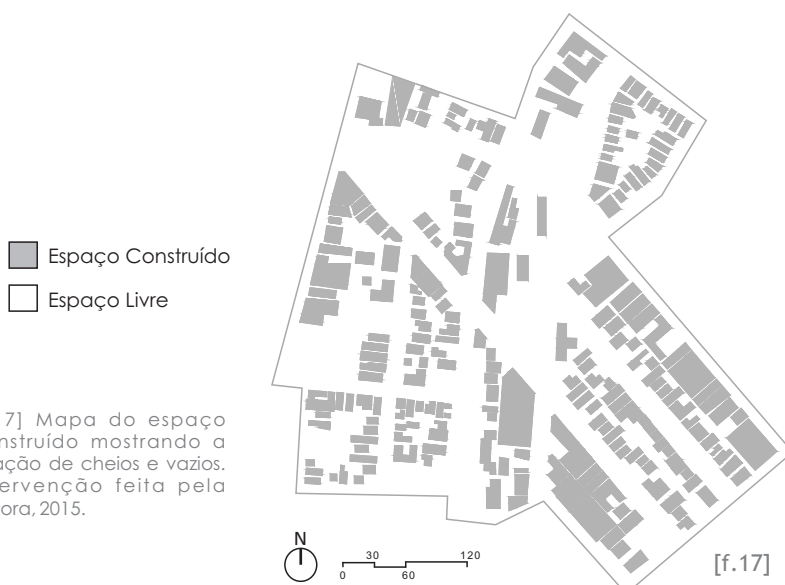 Espaço Construído
Espaço Livre
7] Mapa do espaço
nstruído mostrando a
ação de cheios e vazios.
tervenção feita pela
ora, 2015.
N
30 120
0 60
[f.17]